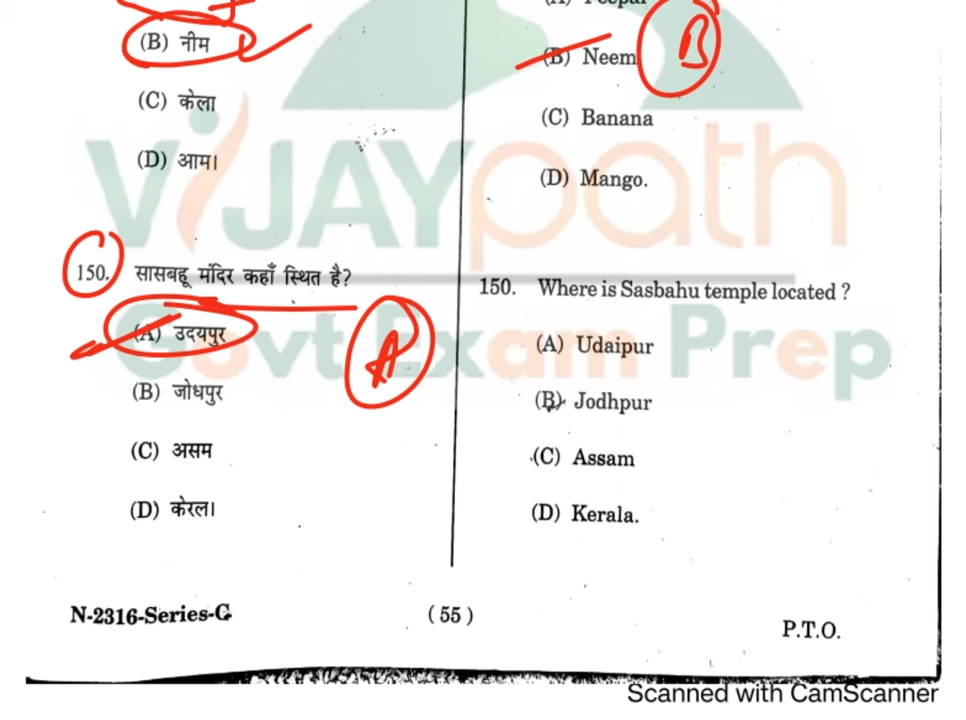 (B) नीम
(C) केला
(D) आम।
150. सासबहू मंदिर कहाँ स्थित है?
(A) उदयपुर
(B) जोधपुर
(C) असम
(D) केरल।
(A) Peepal
(B) Neem
B
(C) Banana
(D) Mango.
150. Where is Sasbahu temple located ?
(A) Udaipur
(B) Jodhpur
(C) Assam
(D) Kerala.
A
VIJAYpath
Govt Exam Prep
N-2316-Series-C
( 55 )
P.T.O.
Scanned with CamScanner